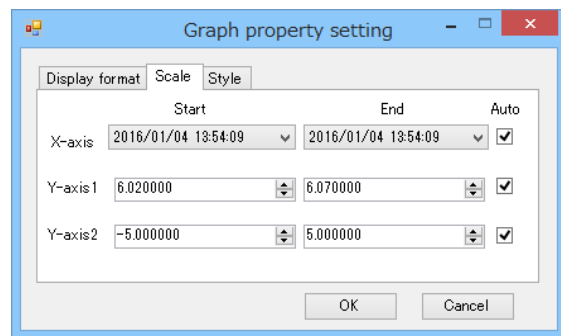 Graph property setting
Display format Scale Style
Start End Auto
X-axis 2016/01/04 13:54:09 2016/01/04 13:54:09
Y-axis1 6.020000 6.070000
Y-axis2 -5.000000 5.000000
OK Cancel